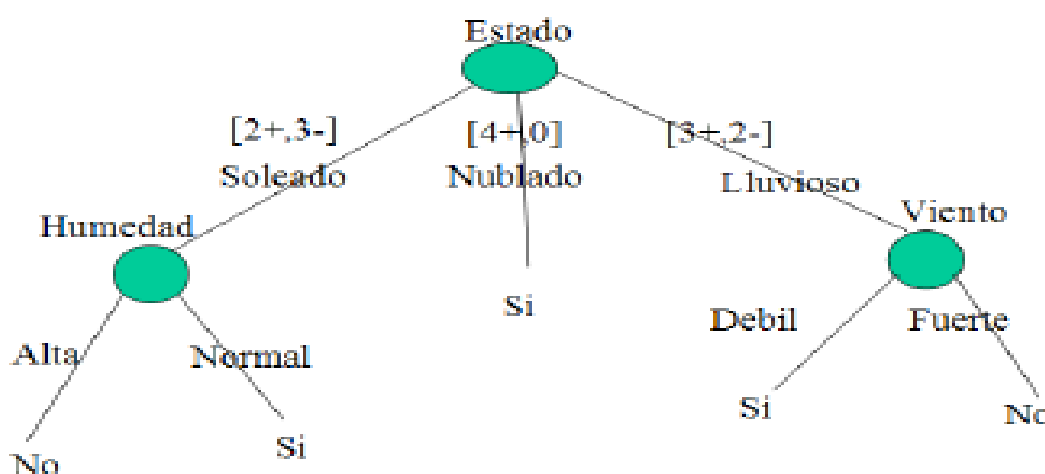 Estado
[2+,3-]
[4+,0]
[3+,2-]
Soleado
Nublado
Lluvioso
Humedad
Viento
Si
Debil
Fuerte
Alta
Normal
Si
No
Si
No